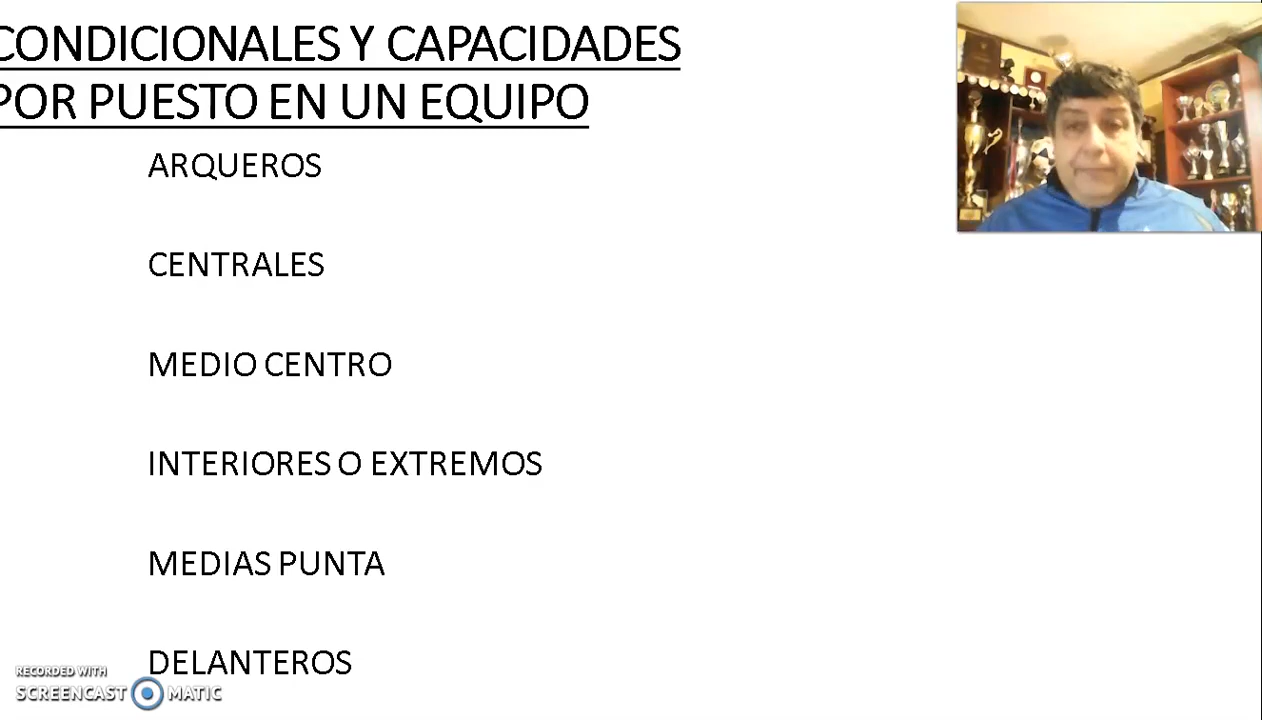 CONDICIONALES Y CAPACIDADES
POR PUESTO EN UN EQUIPO
ARQUEROS
CENTRALES
MEDIO CENTRO
INTERIORES O EXTREMOS
MEDIAS PUNTA
DELANTEROS
RECORDED WITH
SCREENCAST MATIC